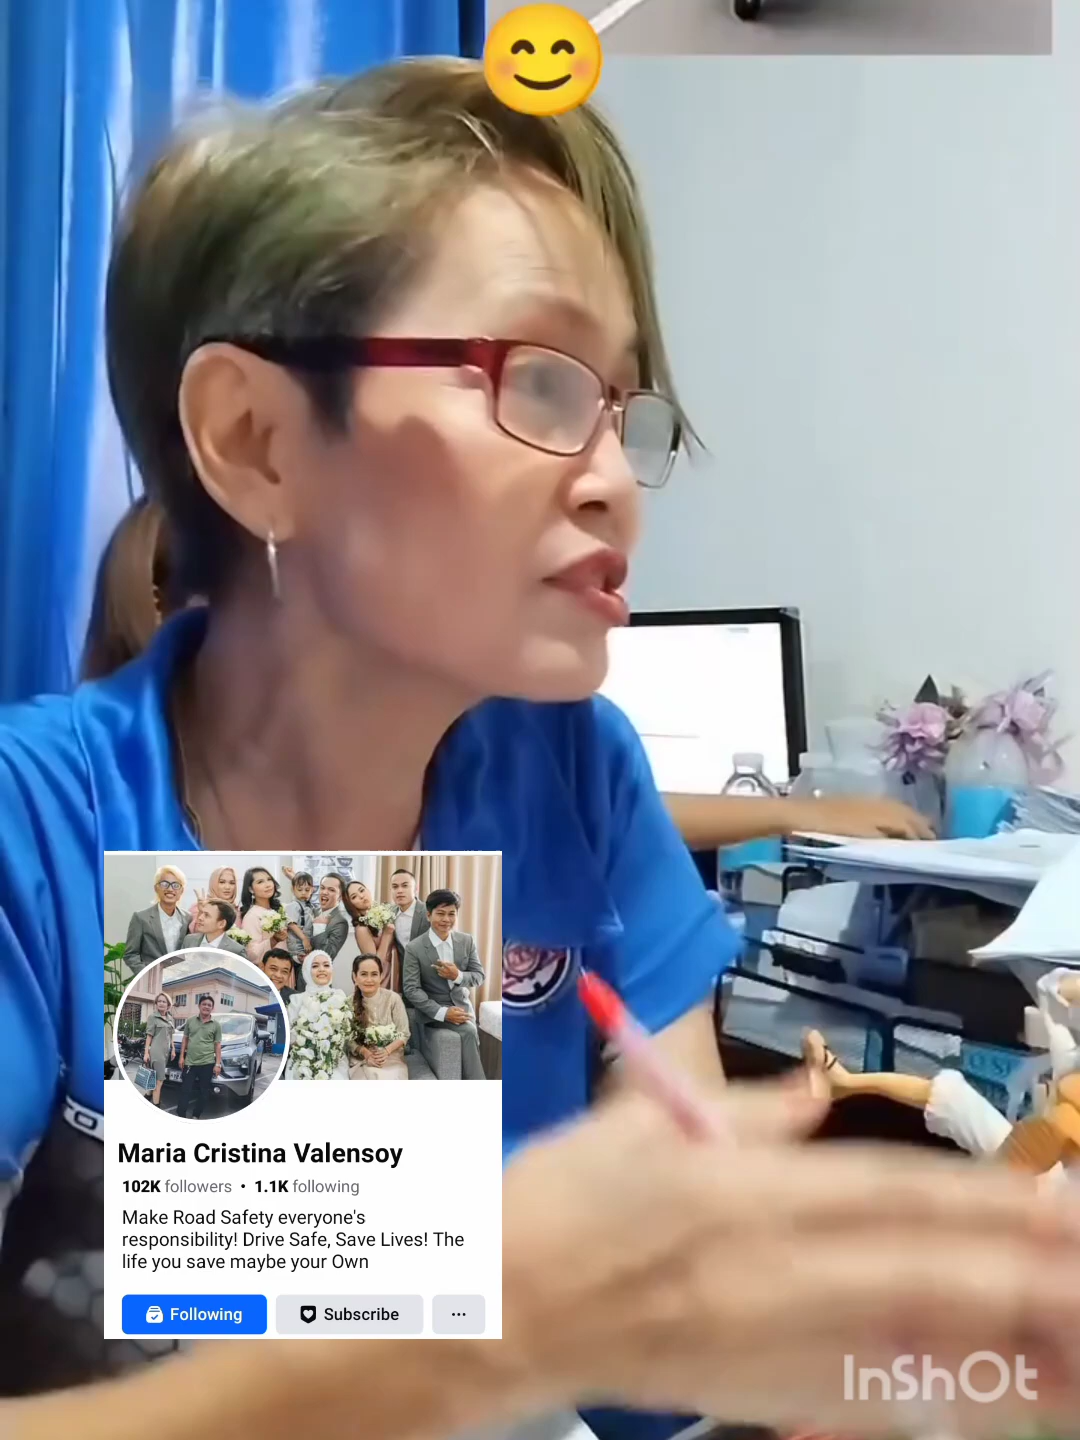 Maria Cristina Valensoy
102K followers • 1.1K following
Make Road Safety everyone's
responsibility! Drive Safe, Save Lives! The
life you save maybe your Own
Following
Subscribe
InShOt